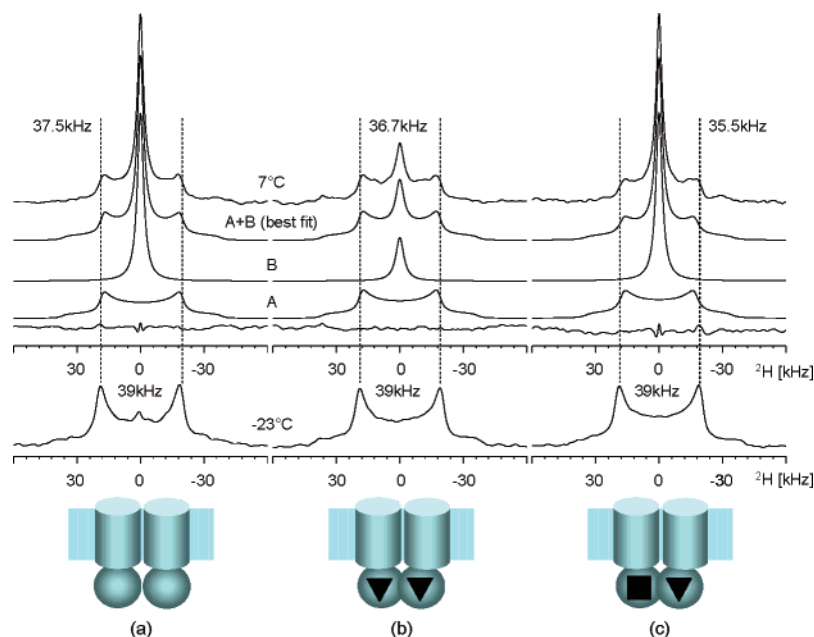 37.5kHz 36.7kHz 35.5kHz
7°C
A+B (best fit)
B
A
30 0 -30 30 0 -30 30 0 -30 ²H [kHz]
39kHz 39kHz 39kHz
-23°C
30 0 -30 30 0 -30 30 0 -30 ²H [kHz]
(a) (b) (c)